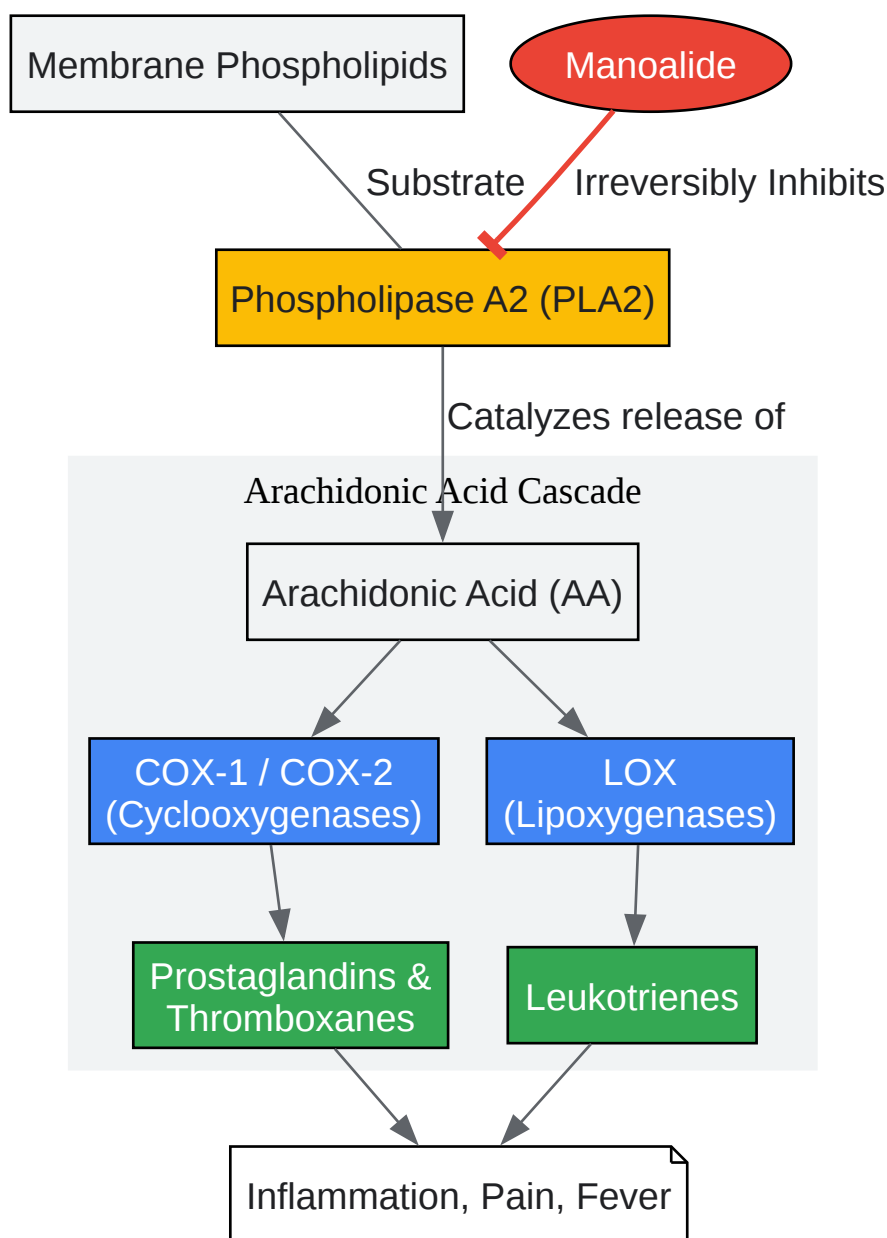 Membrane Phospholipids
Manoalide
Substrate
Irreversibly Inhibits
Phospholipase A2 (PLA2)
Catalyzes release of
Arachidonic Acid Cascade
Arachidonic Acid (AA)
COX-1 / COX-2
(Cyclooxygenases)
LOX
(Lipoxygenases)
Prostaglandins &
Thromboxanes
Leukotrienes
Inflammation, Pain, Fever